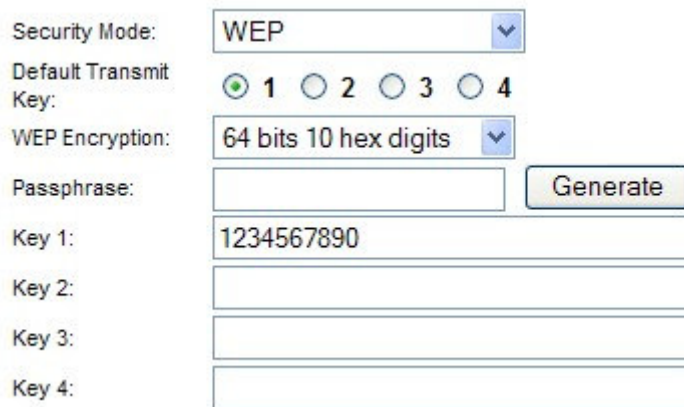 Security Mode: WEP
Default Transmit
Key: 1 2 3 4
WEP Encryption: 64 bits 10 hex digits
Passphrase: Generate
Key 1: 1234567890
Key 2:
Key 3:
Key 4: